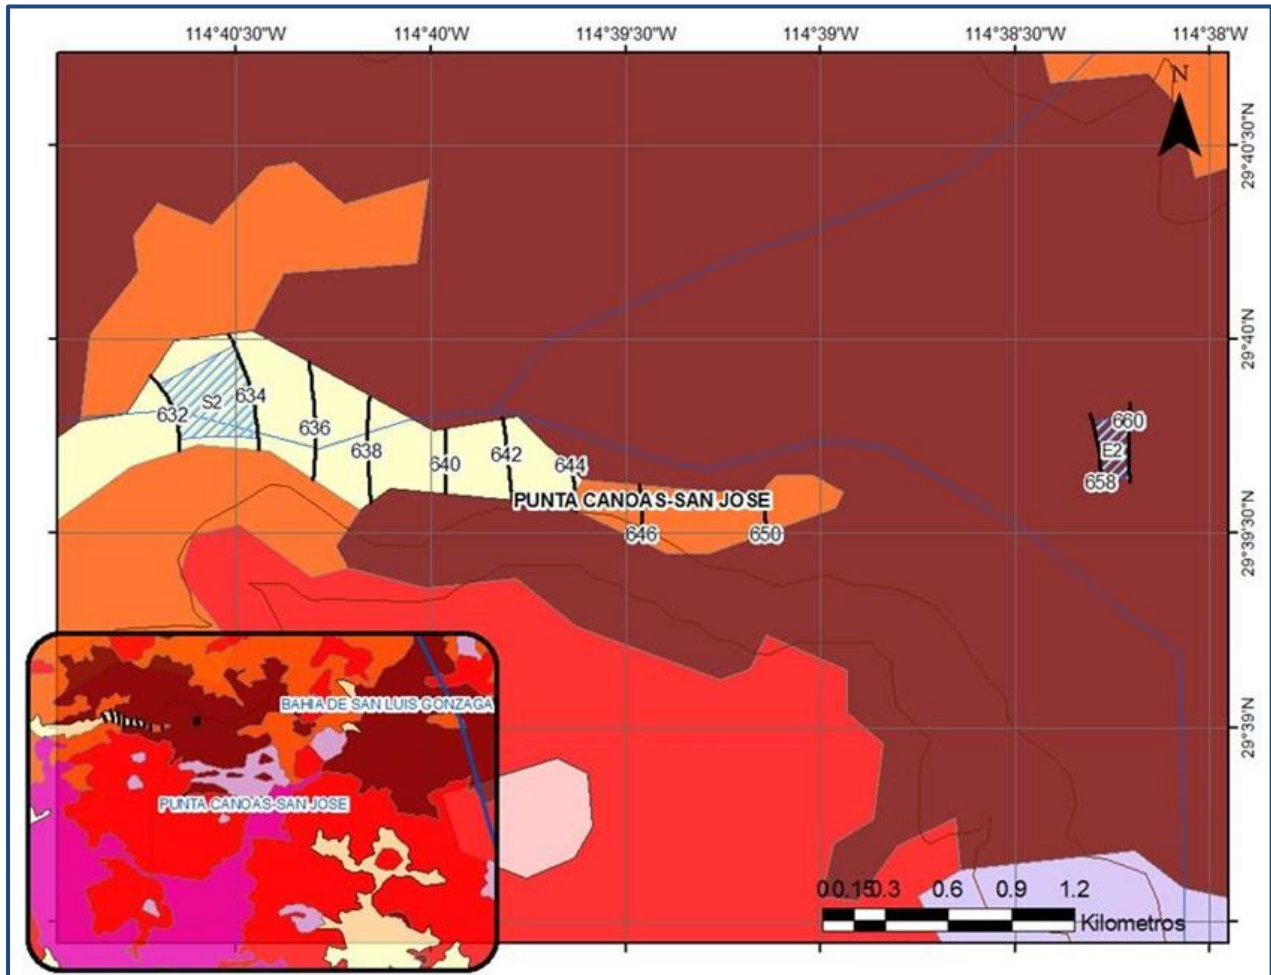 114°40'30"W 114°40'W 114°39'30"W 114°39'W 114°38'30"W 114°38'W
N
29°40'30"N
29°40'N
632
S2
634
636
638
640
642
644
660
E2
658
PUNTA CANOAS-SAN JOSE
646
650
29°39'30"N
29°39'N
BAHIA DE SAN LUIS GONZAGA
PUNTA CANOAS-SAN JOSE
0 0.15 0.3 0.6 0.9 1.2
Kilometros